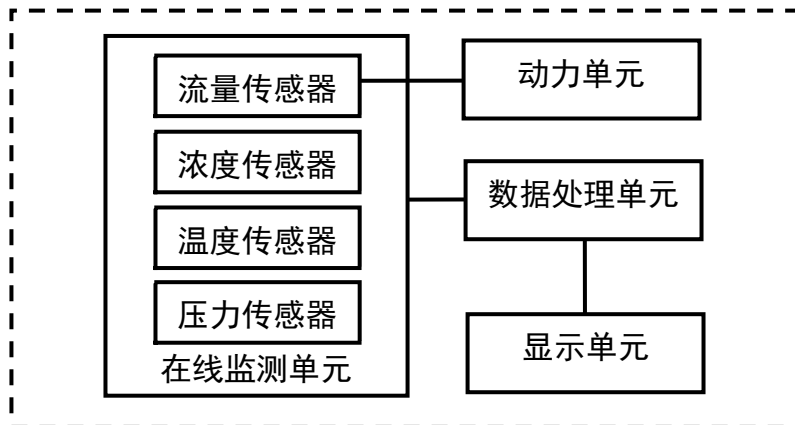 流量传感器
浓度传感器
温度传感器
压力传感器
在线监测单元
动力单元
数据处理单元
显示单元